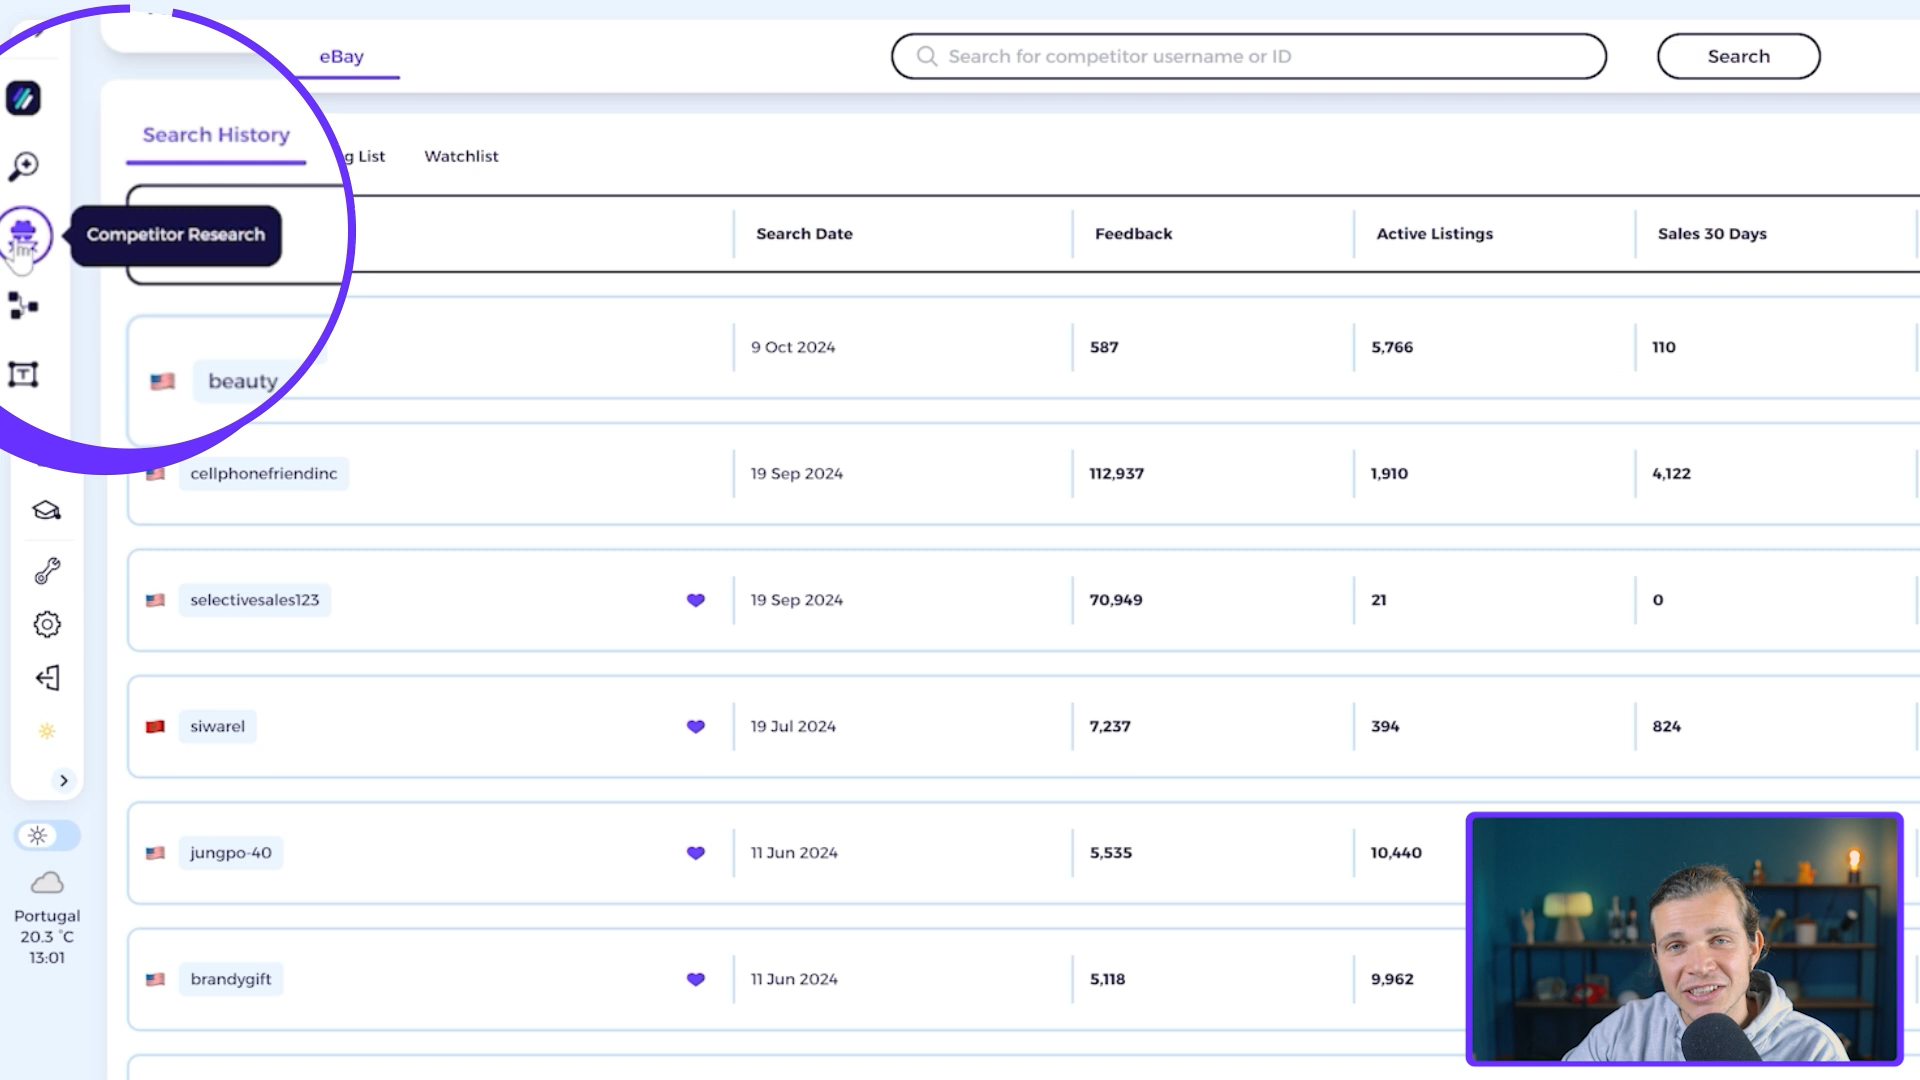 eBay
Search for competitor username or ID
Search
Search History
g List
Watchlist
Competitor Research
Search Date
Feedback
Active Listings
Sales 30 Days
beauty
9 Oct 2024
587
5,766
110
cellphonefriendinc
19 Sep 2024
112,937
1,910
4,122
selectivesales123
19 Sep 2024
70,949
21
0
siwarel
19 Jul 2024
7,237
394
824
jungpo-40
11 Jun 2024
5,535
10,440
brandygift
11 Jun 2024
5,118
9,962
Portugal
20.3 °C
13:01